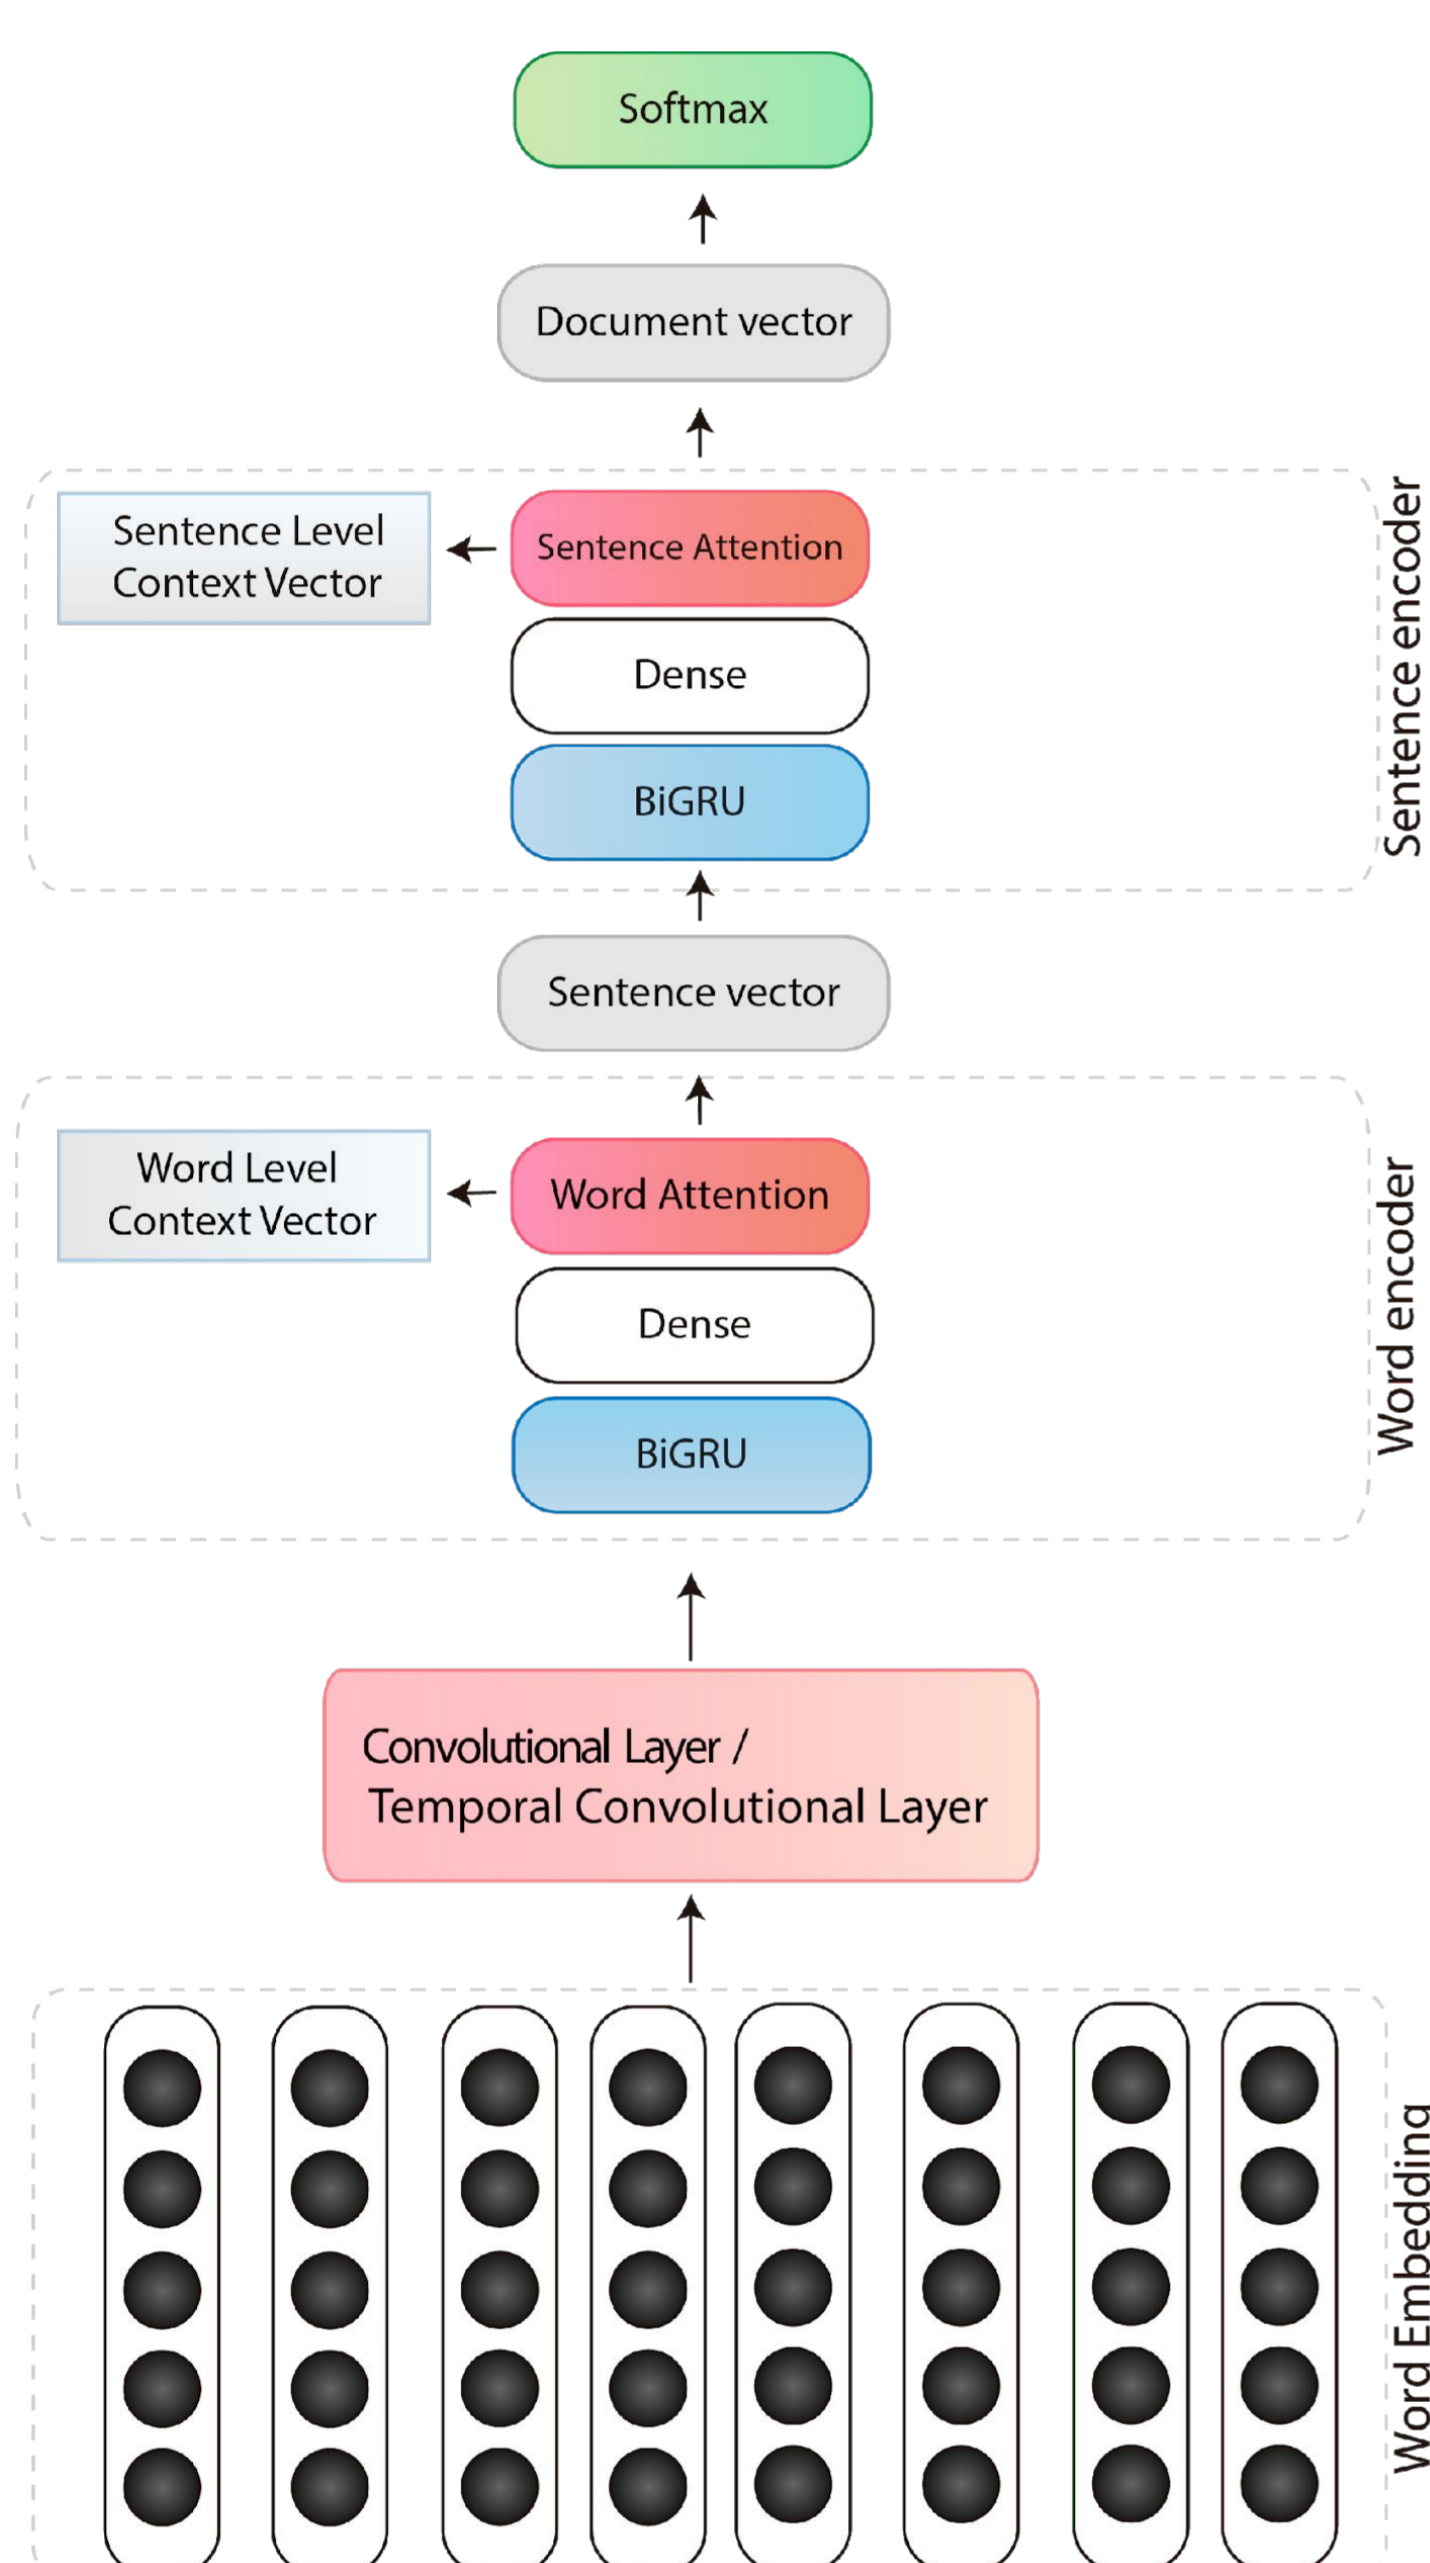 Softmax
Document vector
Sentence Level
Context Vector
Sentence Attention
Dense
BiGRU
Sentence encoder
Sentence vector
Word Level
Context Vector
Word Attention
Dense
BiGRU
Word encoder
Convolutional Layer /
Temporal Convolutional Layer
Word Embedding